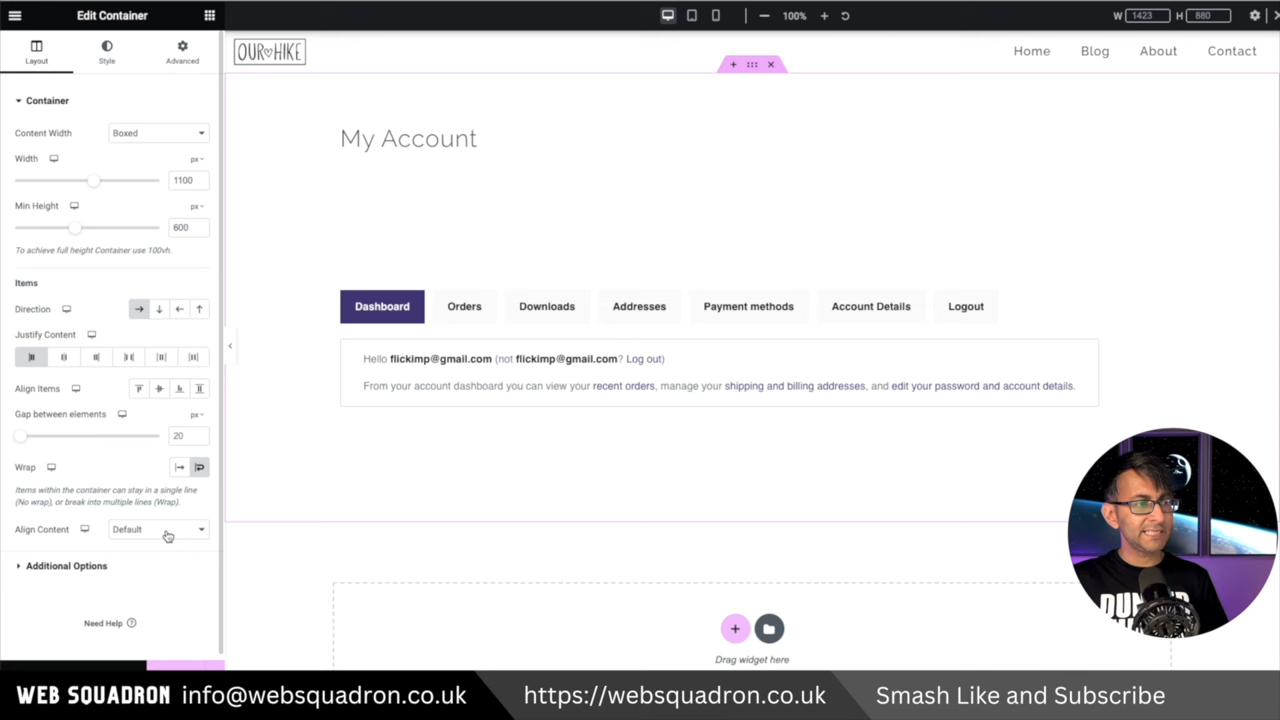 Edit Container
100%
W 1423 H 880
Layout
Style
Advanced
OUR HIKE
Home
Blog
About
Contact
Container
Content Width
Boxed
Width
px
1100
Min Height
px
600
To achieve full height Container use 100vh.
Items
Direction
Justify Content
Align Items
Gap between elements
px
20
Wrap
Items within the container can stay in a single line
(No wrap), or break into multiple lines (Wrap).
Align Content
Default
Additional Options
Need Help
My Account
Dashboard
Orders
Downloads
Addresses
Payment methods
Account Details
Logout
Hello flickimp@gmail.com (not flickimp@gmail.com? Log out)
From your account dashboard you can view your recent orders, manage your shipping and billing addresses, and edit your password and account details.
Drag widget here
WEB SQUADRON info@websquadron.co.uk
https://websquadron.co.uk
Smash Like and Subscribe